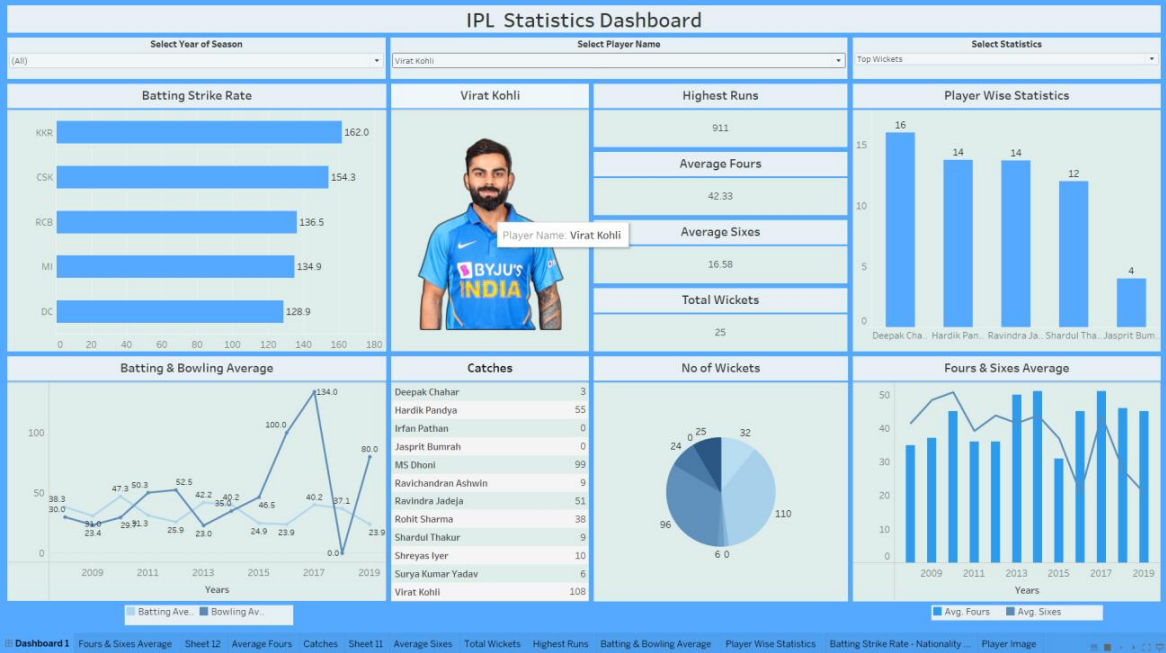 IPL Statistics Dashboard
Select Year of Season
(All)
Select Player Name
Virat Kohli
Select Statistics
Top Wickets
Batting Strike Rate
KKR 162.0
CSK 154.3
RCB 136.5
MI 134.9
DC 128.9
0 20 40 60 80 100 120 140 160 180
Virat Kohli
BYJU'S
INDIA
Player Name: Virat Kohli
Highest Runs
911
Average Fours
42.33
Average Sixes
16.58
Total Wickets
25
Player Wise Statistics
15
10
5
0
16 14 14 12 4
Deepak Cha.. Hardik Pan.. Ravindra Ja.. Shardul Tha.. Jasprit Bum..
Batting & Bowling Average
100
50
0
38.3
30.0
31.0
23.4
47.3
29.7
50.3
31.3
52.5
25.9
42.2
23.0
40.2
35.0
46.5
24.9
100.0
23.9
134.0
40.2
37.1
0.0
80.0
23.9
2009 2011 2013 2015 2017 2019
Years
Batting Ave.. Bowling Av..
Catches
Deepak Chahar 3
Hardik Pandya 55
Irfan Pathan 0
Jasprit Bumrah 0
MS Dhoni 99
Ravichandran Ashwin 9
Ravindra Jadeja 51
Rohit Sharma 38
Shardul Thakur 9
Shreyas Iyer 10
Surya Kumar Yadav 6
Virat Kohli 108
No of Wickets
32
110
0
6
96
24
0
25
Fours & Sixes Average
50
40
30
20
10
0
2009 2011 2013 2015 2017 2019
Years
Avg. Fours Avg. Sixes
Dashboard 1 Fours & Sixes Average Sheet 12 Average Fours Catches Sheet 11 Average Sixes Total Wickets Highest Runs Batting & Bowling Average Player Wise Statistics Batting Strike Rate - Nationality ... Player Image